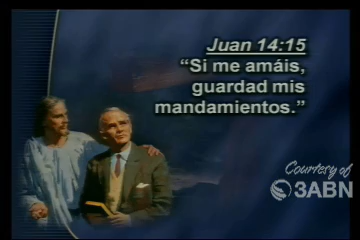 Juan 14:15
“Si me amáis,
guardad mis
mandamientos.”
Courtesy of
3ABN